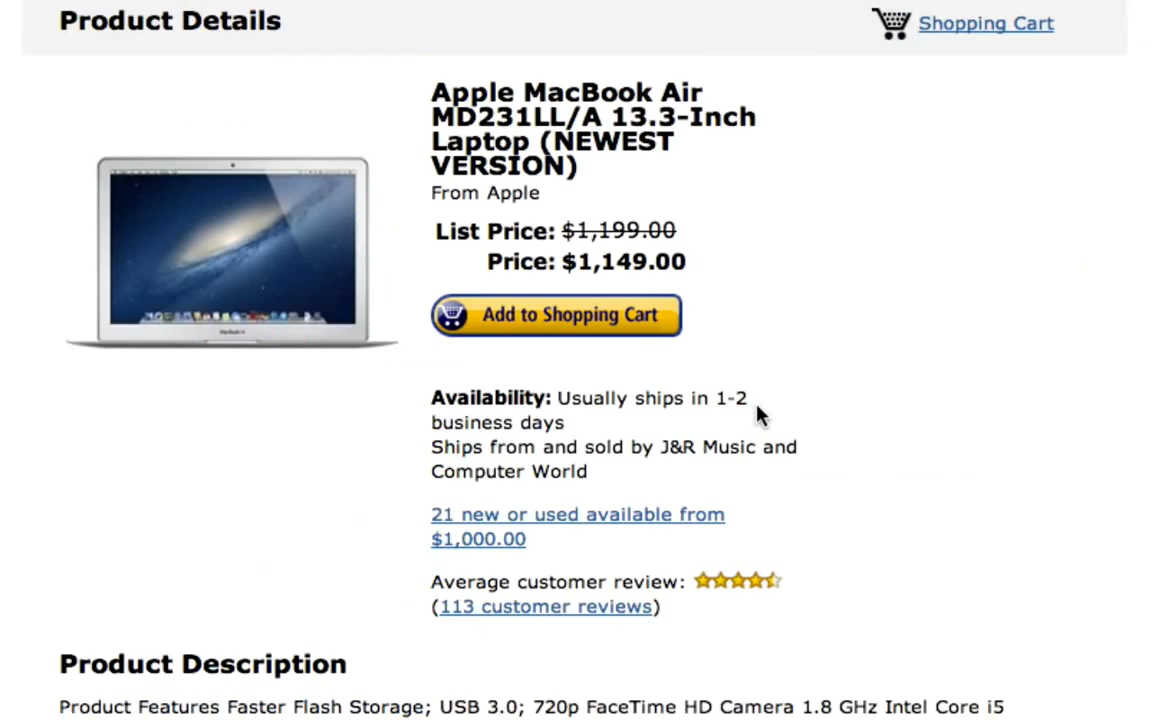 Product Details
Shopping Cart
Apple MacBook Air
MD231LL/A 13.3-Inch
Laptop (NEWEST
VERSION)
From Apple
List Price: $1,199.00
Price: $1,149.00
Add to Shopping Cart
Availability: Usually ships in 1-2
business days
Ships from and sold by J&R Music and
Computer World
21 new or used available from
$1,000.00
Average customer review:
(113 customer reviews)
Product Description
Product Features Faster Flash Storage; USB 3.0; 720p FaceTime HD Camera 1.8 GHz Intel Core i5